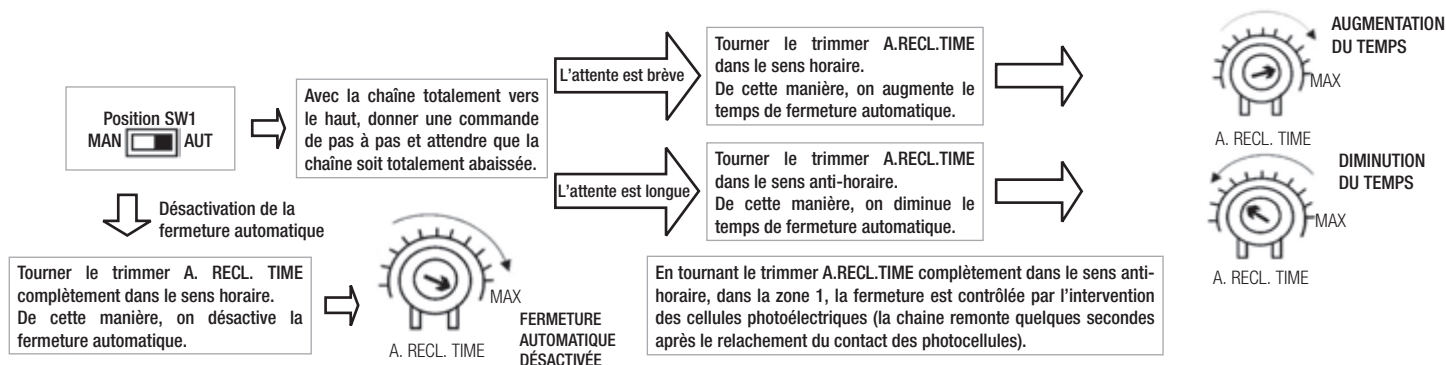 Position SW1
MAN AUT
Avec la chaîne totalement vers
le haut, donner une commande
de pas à pas et attendre que la
chaîne soit totalement abaissée.
L'attente est brève
Tourner le trimmer A.RECL.TIME
dans le sens horaire.
De cette manière, on augmente le
temps de fermeture automatique.
MAX
A. RECL. TIME
AUGMENTATION
DU TEMPS
L'attente est longue
Tourner le trimmer A.RECL.TIME
dans le sens anti-horaire.
De cette manière, on diminue le
temps de fermeture automatique.
MAX
A. RECL. TIME
DIMINUTION
DU TEMPS
Désactivation de la
fermeture automatique
Tourner le trimmer A. RECL. TIME
complètement dans le sens horaire.
De cette manière, on désactive la
fermeture automatique.
MAX
A. RECL. TIME
FERMETURE
AUTOMATIQUE
DÉSACTIVÉE
En tournant le trimmer A.RECL.TIME complètement dans le sens anti-
horaire, dans la zone 1, la fermeture est contrôlée par l'intervention
des cellules photoélectriques (la chaine remonte quelques secondes
après le relachement du contact des photocellules).